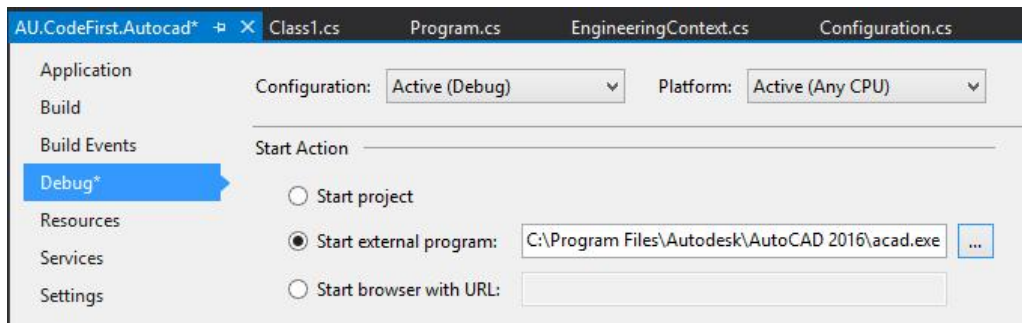 AU.CodeFirst.Autocad* Class1.cs Program.cs EngineeringContext.cs Configuration.cs
Application
Build
Build Events
Debug*
Resources
Services
Settings
Configuration: Active (Debug) Platform: Active (Any CPU)
Start Action
Start project
Start external program: C:\Program Files\Autodesk\AutoCAD 2016\acad.exe ...
Start browser with URL: